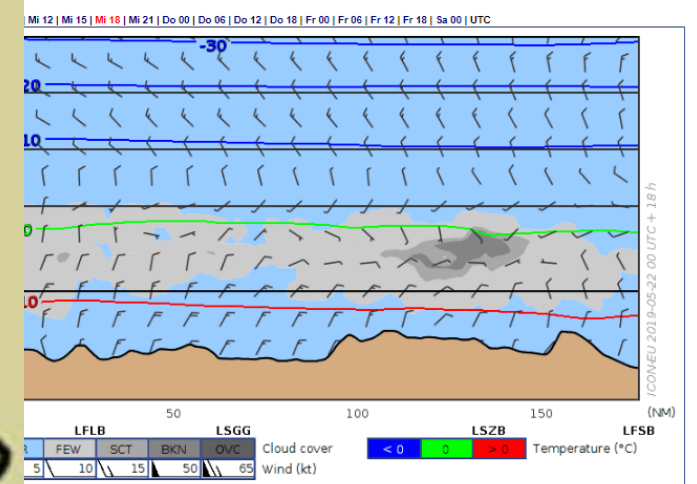 | Mi 12 | Mi 15 | Mi 18 | Mi 21 | Do 00 | Do 06 | Do 12 | Do 18 | Fr 00 | Fr 06 | Fr 12 | Fr 18 | Sa 00 | UTC
-30
20
10
0
10
ICON-EU 2019-05-22 00 UTC + 18 h
50 100 150 (NM)
LFLB LSGG LSZB LFSB
R FEW SCT BKN OVC Cloud cover < 0 0 > 0 Temperature (°C)
5 10 15 50 65 Wind (kt)